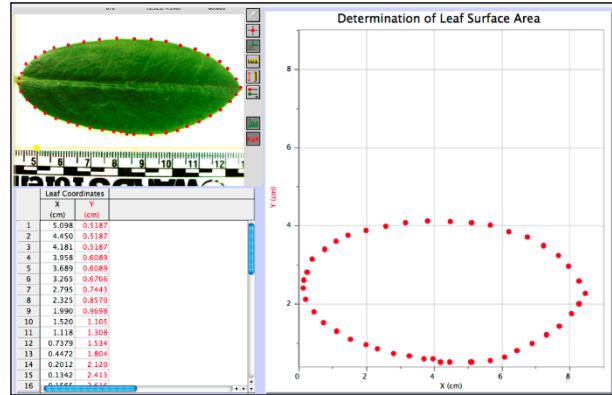 Determination of Leaf Surface Area
5 6 7 8 9 10 11 12
Leaf Coordinates
X Y
(cm) (cm)
1 5.098 0.5187
2 4.450 0.5187
3 4.181 0.5187
4 3.958 0.6089
5 3.689 0.6089
6 3.265 0.6766
7 2.795 0.7443
8 2.325 0.8570
9 1.990 0.9698
10 1.520 1.105
11 1.118 1.308
12 0.7379 1.534
13 0.4472 1.804
14 0.2012 2.120
15 0.1342 2.413
16
8
6
4
2
0
Y (cm)
0 2 4 6 8
X (cm)